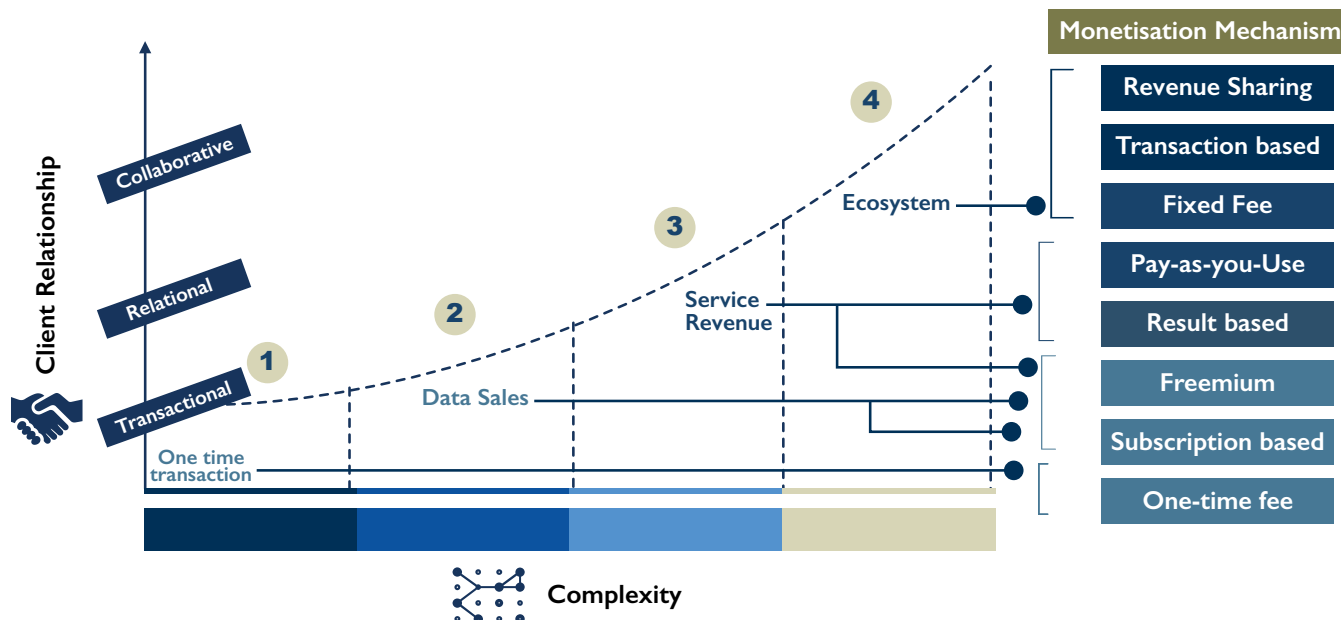 Monetisation Mechanism
Revenue Sharing
Transaction based
Fixed Fee
Pay-as-you-Use
Result based
Freemium
Subscription based
One-time fee
Client Relationship
Collaborative
Relational
Transactional
1
2
3
4
Ecosystem
Service
Revenue
Data Sales
One time
transaction
Complexity